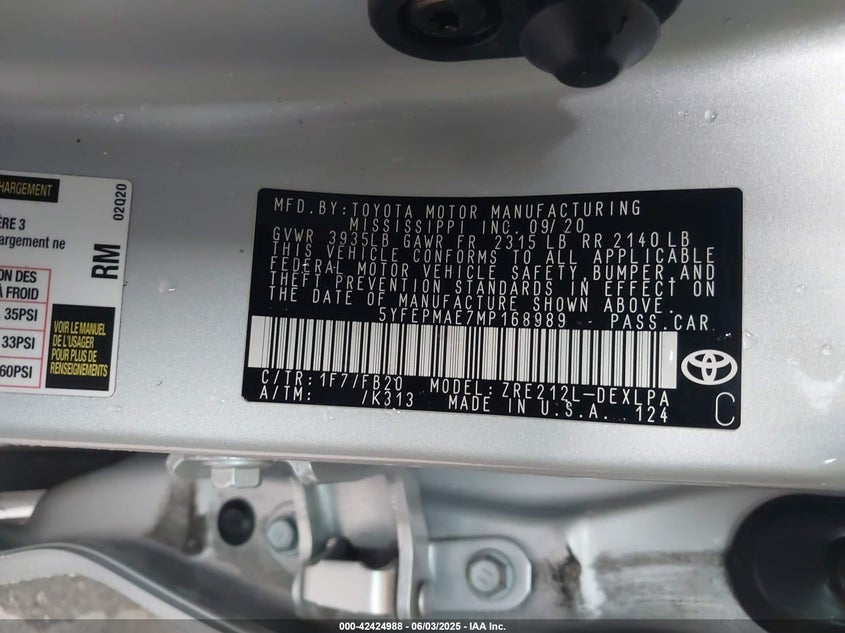 HARGEMENT
ÈRE 3
hargement ne
RM
02Q20
ON DES
À FROID
35PSI
33PSI
60PSI
VOIR LE MANUEL
DE L'USAGER
POUR PLUS DE
RENSEIGNEMENTS
MFD. BY: TOYOTA MOTOR MANUFACTURING
MISSISSIPPI INC. 09/20
GVWR 3935LB GAWR FR 2315 LB RR 2140 LB
THIS VEHICLE CONFORMS TO ALL APPLICABLE
FEDERAL MOTOR VEHICLE SAFETY, BUMPER, AND
THEFT PREVENTION STANDARDS IN EFFECT ON
THE DATE OF MANUFACTURE SHOWN ABOVE.
5YFEPMAE7MP168989 PASS. CAR
C/TR: 1F7/FB20 MODEL: ZRE212L-DEXLPA
A/TM: /K313 MADE IN U.S.A. 124
C
000-42424988 - 06/03/2025 - IAA Inc.